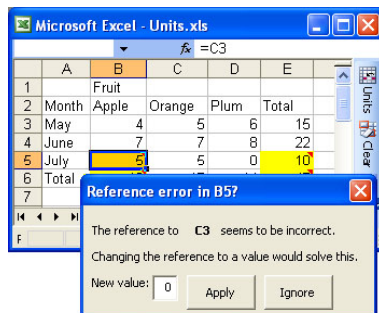 Microsoft Excel - Units.xls
fx =C3
A B C D E
1 Fruit
2 Month Apple Orange Plum Total
3 May 4 5 6 15
4 June 7 7 8 22
5 July 5 5 0 10
6 Total
7
Units
Clear
Reference error in B5?
The reference to C3 seems to be incorrect.
Changing the reference to a value would solve this.
New value: 0 Apply Ignore
F